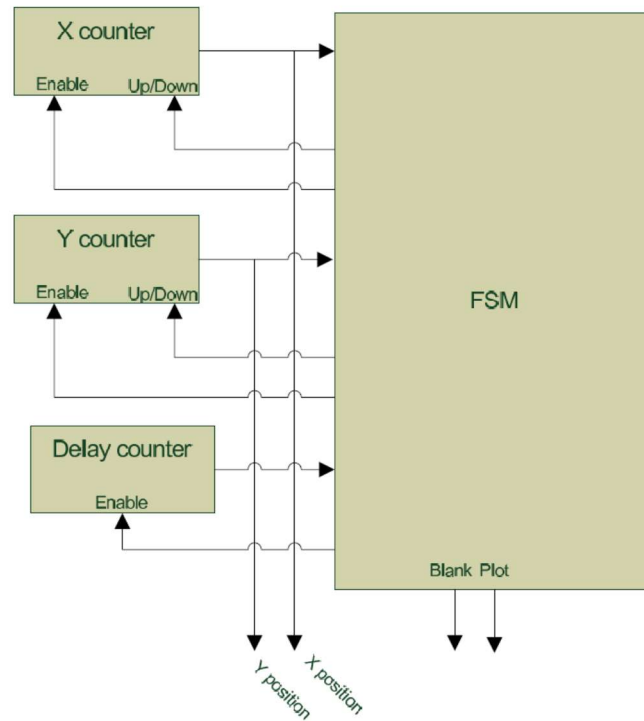 X counter
Enable Up/Down
Y counter
Enable Up/Down
FSM
Delay counter
Enable
Blank Plot
Y position
X position